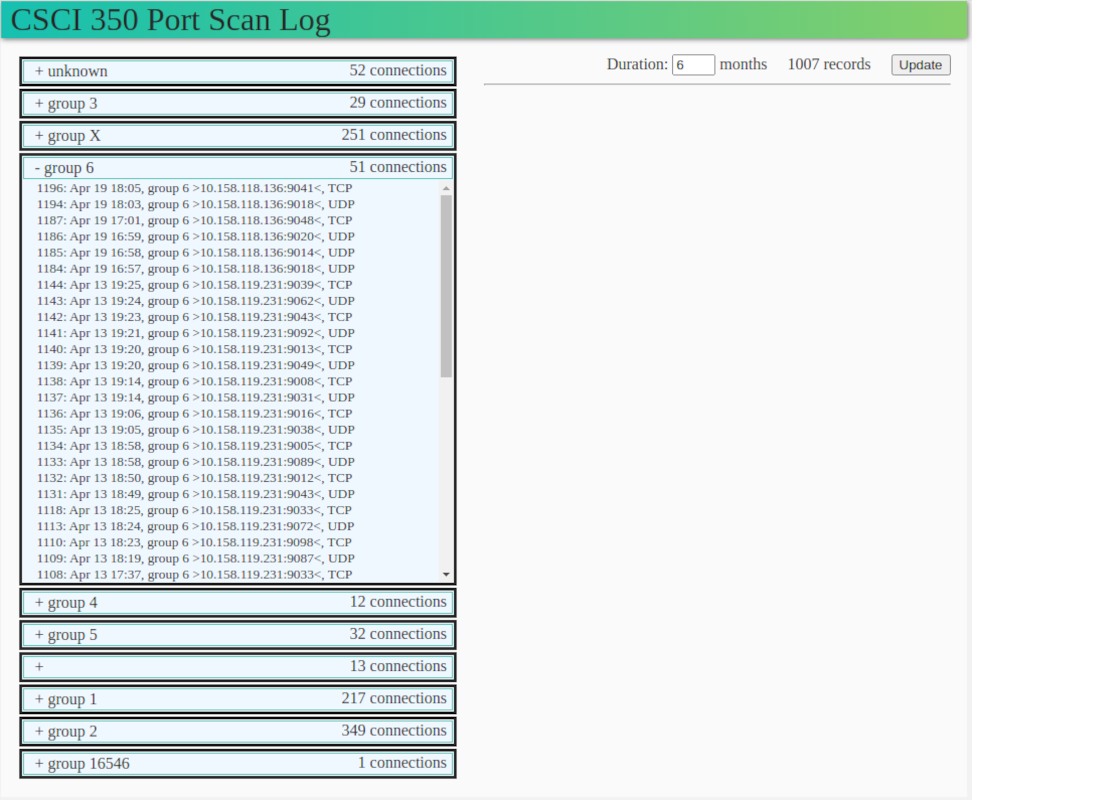 CSCI 350 Port Scan Log
Duration: 6 months 1007 records Update
+ unknown 52 connections
+ group 3 29 connections
+ group X 251 connections
- group 6 51 connections
1196: Apr 19 18:05, group 6 >10.158.118.136:9041<, TCP
1194: Apr 19 18:03, group 6 >10.158.118.136:9018<, UDP
1187: Apr 19 17:01, group 6 >10.158.118.136:9048<, TCP
1186: Apr 19 16:59, group 6 >10.158.118.136:9020<, UDP
1185: Apr 19 16:58, group 6 >10.158.118.136:9014<, UDP
1184: Apr 19 16:57, group 6 >10.158.118.136:9018<, UDP
1144: Apr 13 19:25, group 6 >10.158.119.231:9039<, TCP
1143: Apr 13 19:24, group 6 >10.158.119.231:9062<, UDP
1142: Apr 13 19:23, group 6 >10.158.119.231:9043<, TCP
1141: Apr 13 19:21, group 6 >10.158.119.231:9092<, UDP
1140: Apr 13 19:20, group 6 >10.158.119.231:9013<, TCP
1139: Apr 13 19:20, group 6 >10.158.119.231:9049<, UDP
1138: Apr 13 19:14, group 6 >10.158.119.231:9008<, TCP
1137: Apr 13 19:14, group 6 >10.158.119.231:9031<, UDP
1136: Apr 13 19:06, group 6 >10.158.119.231:9016<, TCP
1135: Apr 13 19:05, group 6 >10.158.119.231:9038<, UDP
1134: Apr 13 18:58, group 6 >10.158.119.231:9005<, TCP
1133: Apr 13 18:58, group 6 >10.158.119.231:9089<, UDP
1132: Apr 13 18:50, group 6 >10.158.119.231:9012<, TCP
1131: Apr 13 18:49, group 6 >10.158.119.231:9043<, UDP
1118: Apr 13 18:25, group 6 >10.158.119.231:9033<, TCP
1113: Apr 13 18:24, group 6 >10.158.119.231:9072<, UDP
1110: Apr 13 18:23, group 6 >10.158.119.231:9098<, TCP
1109: Apr 13 18:19, group 6 >10.158.119.231:9087<, UDP
1108: Apr 13 17:37, group 6 >10.158.119.231:9033<, TCP
+ group 4 12 connections
+ group 5 32 connections
+ 13 connections
+ group 1 217 connections
+ group 2 349 connections
+ group 16546 1 connections